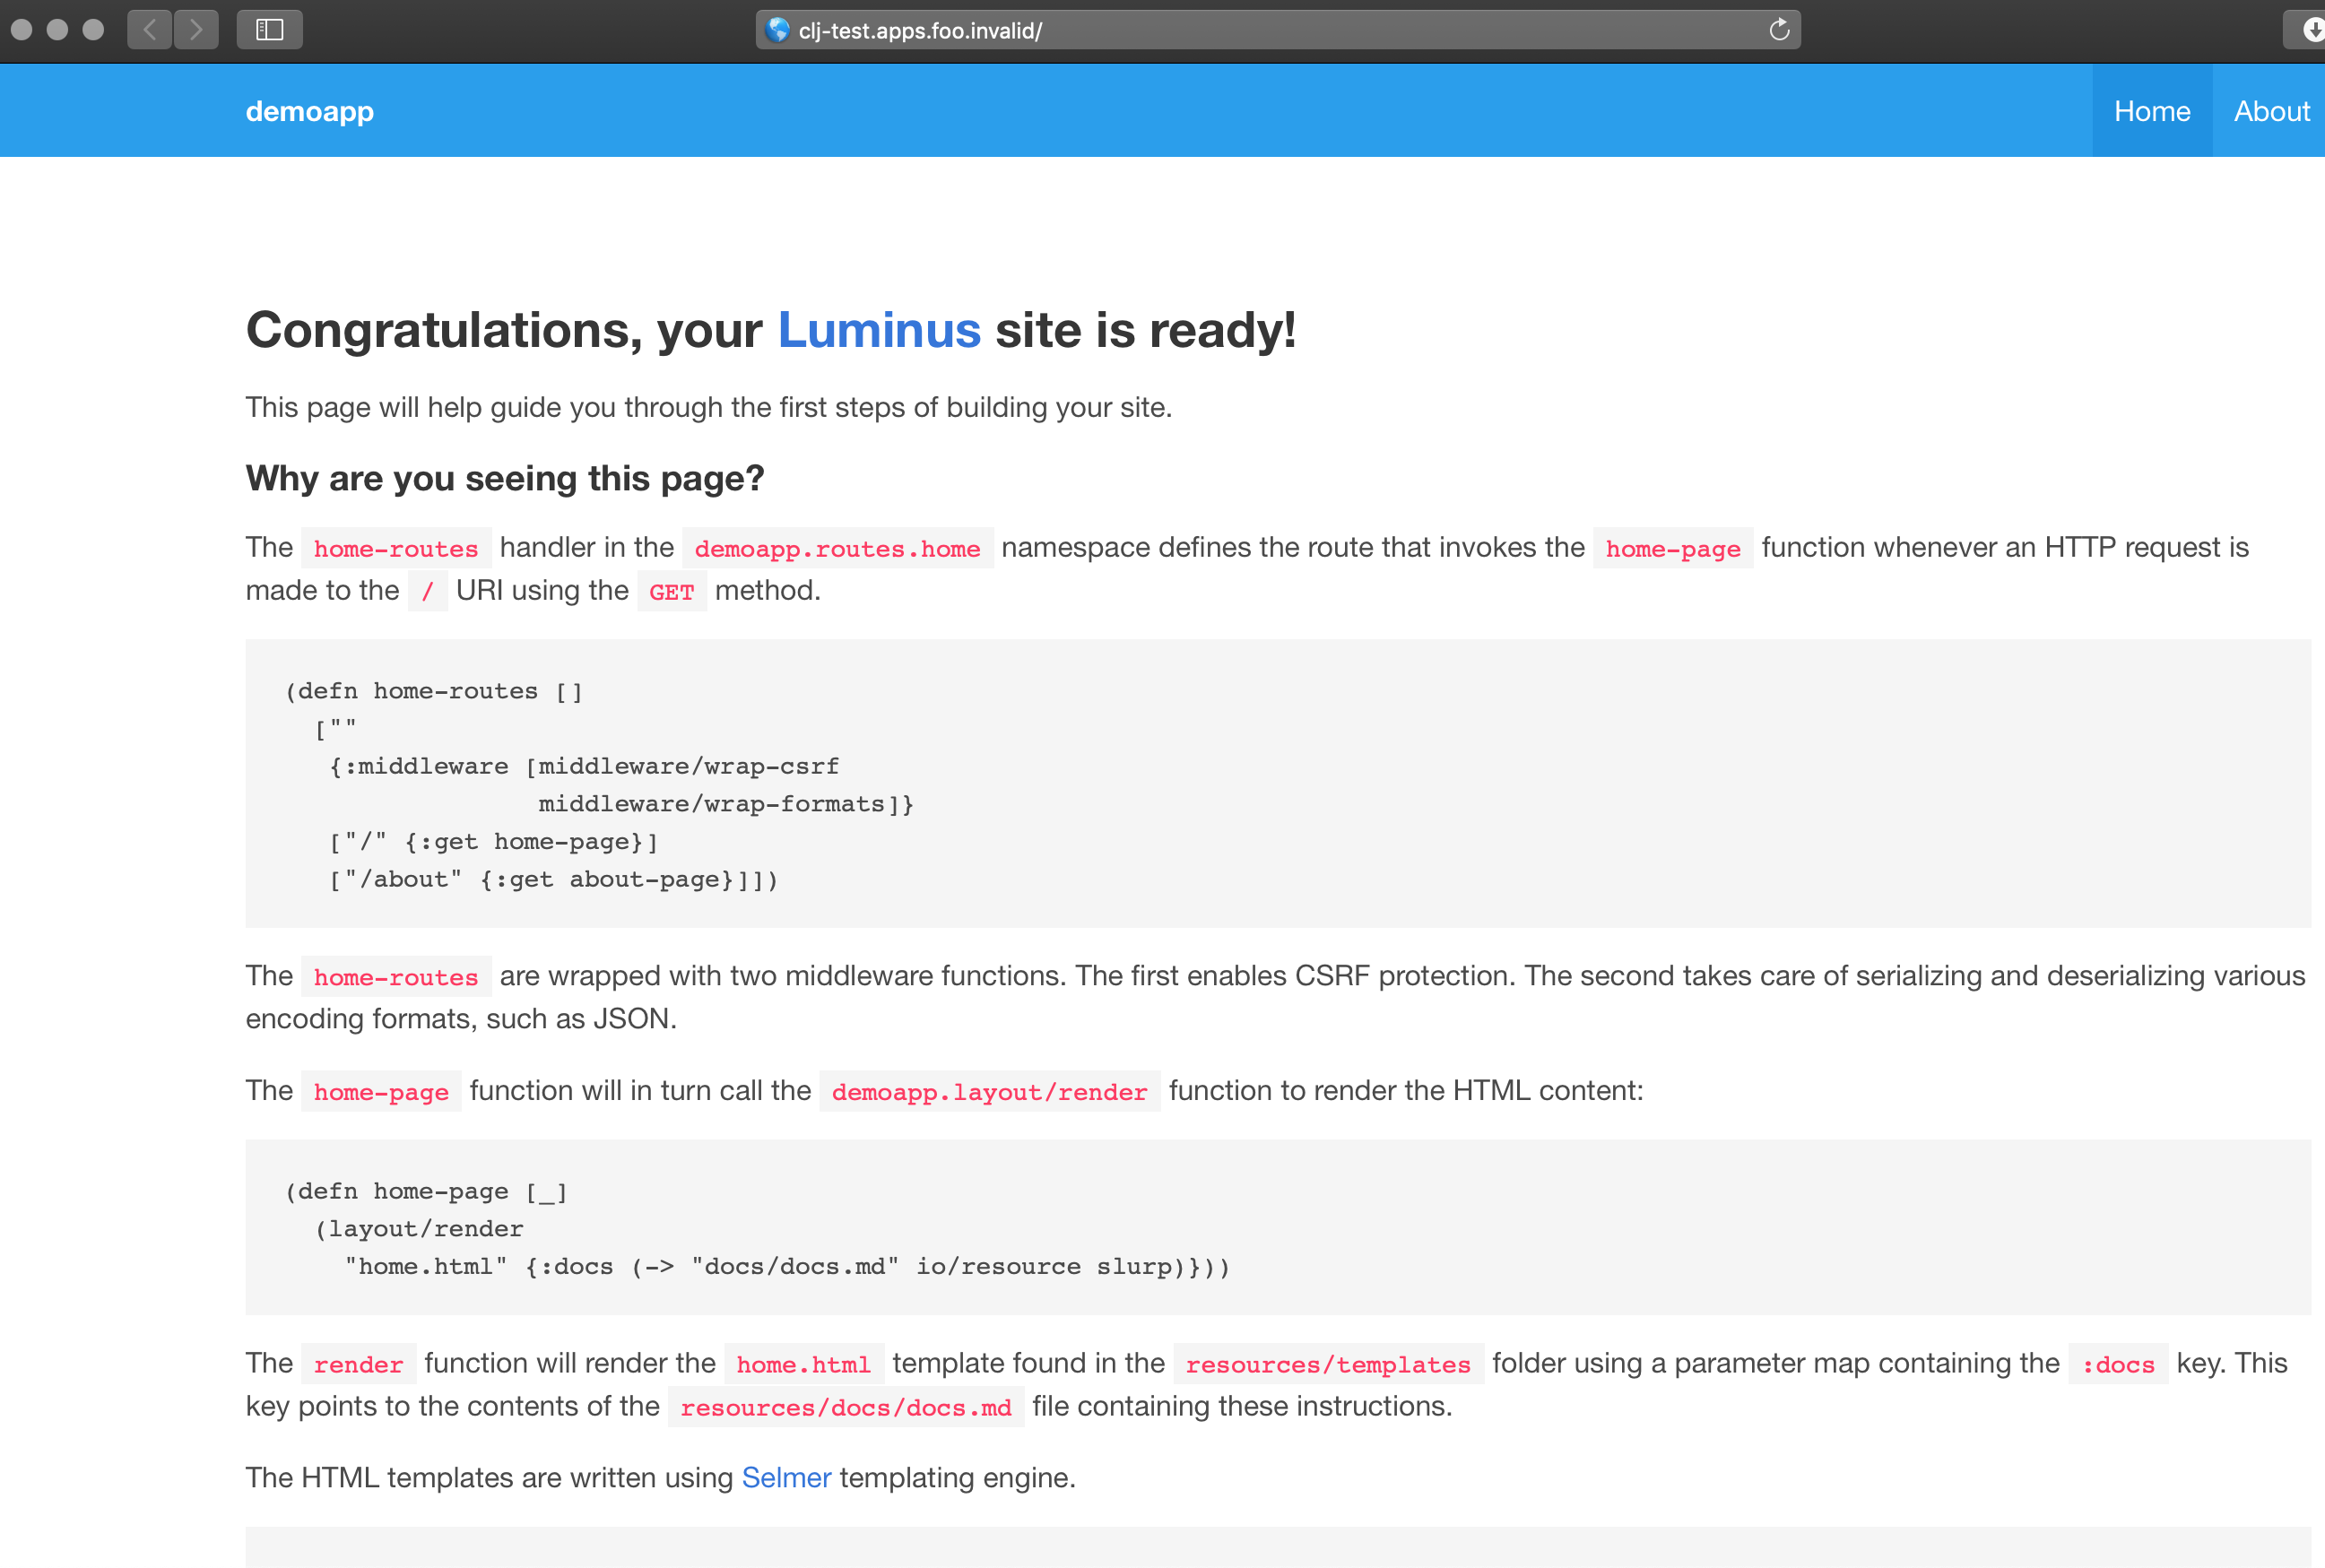 clj-test.apps.foo.invalid/
demoapp
Home
About
Congratulations, your Luminus site is ready!
This page will help guide you through the first steps of building your site.
Why are you seeing this page?
The home-routes handler in the demoapp.routes.home namespace defines the route that invokes the home-page function whenever an HTTP request is
made to the / URI using the GET method.
(defn home-routes []
  [""
   {:middleware [middleware/wrap-csrf
                 middleware/wrap-formats]}
   ["/" {:get home-page}]
   ["/about" {:get about-page}]])
The home-routes are wrapped with two middleware functions. The first enables CSRF protection. The second takes care of serializing and deserializing various
encoding formats, such as JSON.
The home-page function will in turn call the demoapp.layout/render function to render the HTML content:
(defn home-page [_]
  (layout/render
    "home.html" {:docs (-> "docs/docs.md" io/resource slurp)}))
The render function will render the home.html template found in the resources/templates folder using a parameter map containing the :docs key. This
key points to the contents of the resources/docs/docs.md file containing these instructions.
The HTML templates are written using Selmer templating engine.